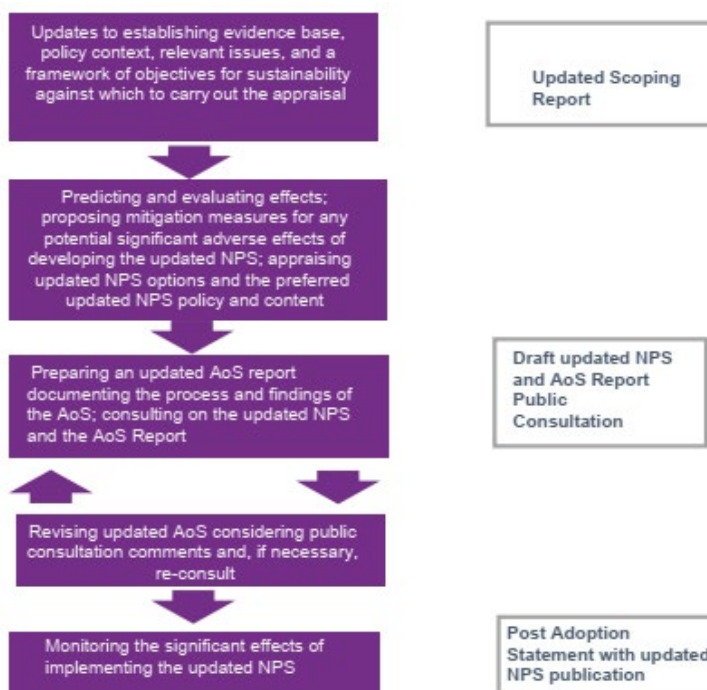 Updates to establishing evidence base,
policy context, relevant issues, and a
framework of objectives for sustainability
against which to carry out the appraisal
Updated Scoping
Report
Predicting and evaluating effects;
proposing mitigation measures for any
potential significant adverse effects of
developing the updated NPS; appraising
updated NPS options and the preferred
updated NPS policy and content
Preparing an updated AoS report
documenting the process and findings of
the AoS; consulting on the updated NPS
and the AoS Report
Draft updated NPS
and AoS Report
Public
Consultation
Revising updated AoS considering public
consultation comments and, if necessary,
re-consult
Monitoring the significant effects of
implementing the updated NPS
Post Adoption
Statement with updated
NPS publication